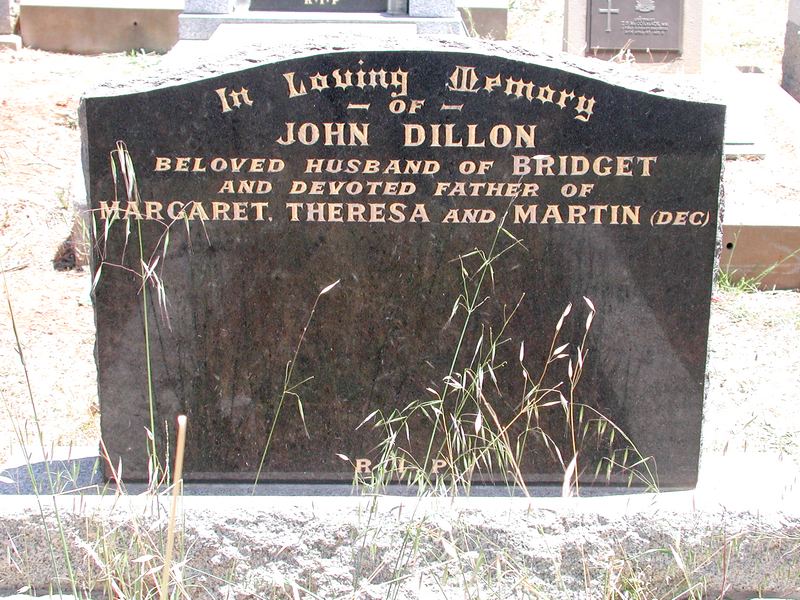 R.I.P
In Loving Memory
— OF —
JOHN DILLON
BELOVED HUSBAND OF BRIDGET
AND DEVOTED FATHER OF
MARGARET, THERESA AND MARTIN (DEC)
R. I. P